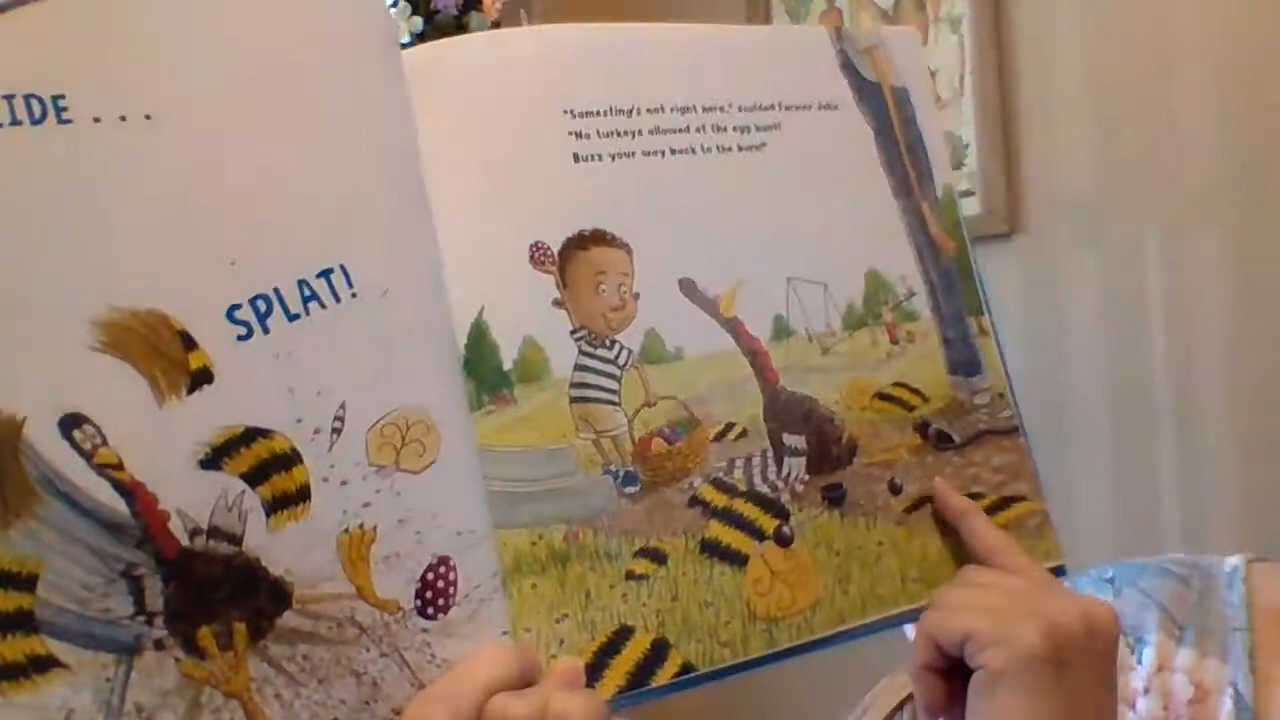 IDE . . .
SPLAT!
"Somesting's not right here," scolded Farmer Jake.
"No turkeys allowed at the egg hunt!
Buzz your way back to the barn!"